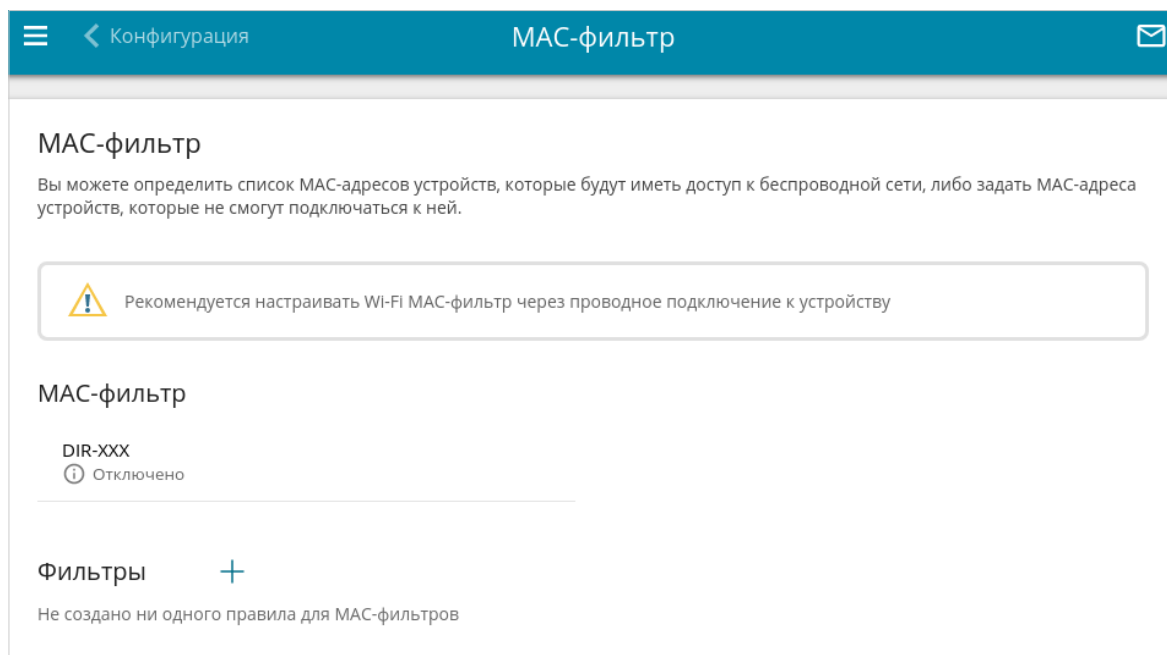 Конфигурация
MAC-фильтр
MAC-фильтр
Вы можете определить список MAC-адресов устройств, которые будут иметь доступ к беспроводной сети, либо задать MAC-адреса
устройств, которые не смогут подключаться к ней.
Рекомендуется настраивать Wi-Fi MAC-фильтр через проводное подключение к устройству
MAC-фильтр
DIR-XXX
Отключено
Фильтры
Не создано ни одного правила для MAC-фильтров